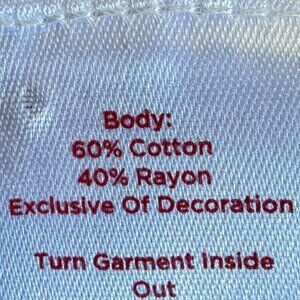 Body:
60% Cotton
40% Rayon
Exclusive Of Decoration
Turn Garment Inside
Out